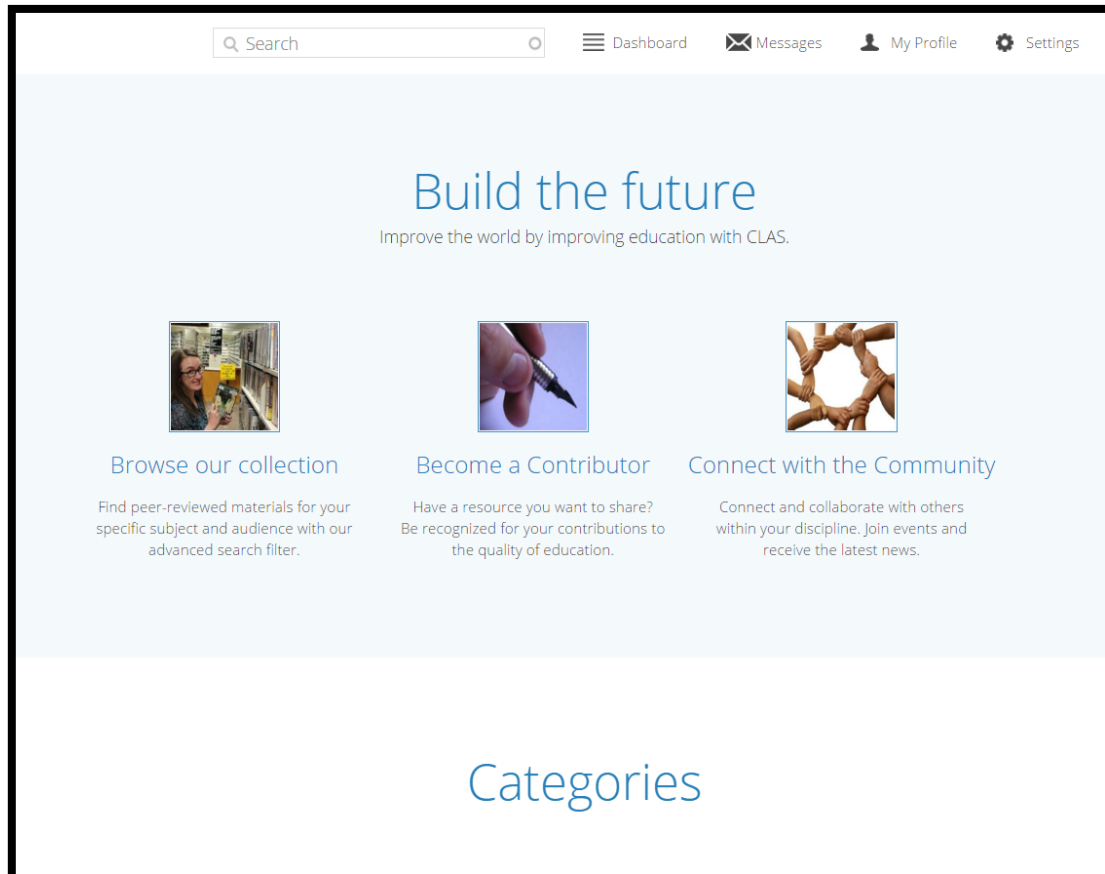 Search
Dashboard
Messages
My Profile
Settings
Build the future
Improve the world by improving education with CLAS.
Browse our collection
Find peer-reviewed materials for your
specific subject and audience with our
advanced search filter.
Become a Contributor
Have a resource you want to share?
Be recognized for your contributions to
the quality of education.
Connect with the Community
Connect and collaborate with others
within your discipline. Join events and
receive the latest news.
Categories